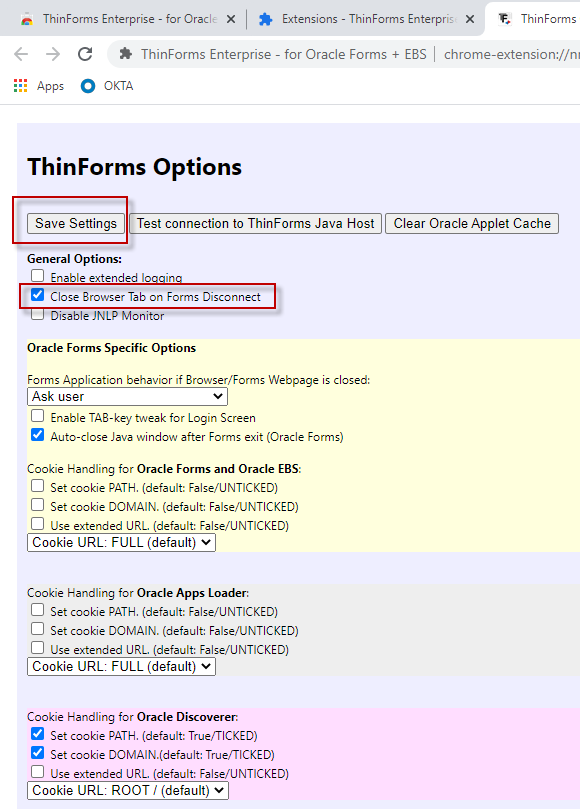 ThinForms Enterprise - for Oracle
Extensions - ThinForms Enterprise
ThinForms
ThinForms Enterprise - for Oracle Forms + EBS
chrome-extension://
Apps
OKTA
ThinForms Options
Save Settings
Test connection to ThinForms Java Host
Clear Oracle Applet Cache
General Options:
Enable extended logging
Close Browser Tab on Forms Disconnect
Disable JNLP Monitor
Oracle Forms Specific Options
Forms Application behavior if Browser/Forms Webpage is closed:
Ask user
Enable TAB-key tweak for Login Screen
Auto-close Java window after Forms exit (Oracle Forms)
Cookie Handling for Oracle Forms and Oracle EBS:
Set cookie PATH. (default: False/UNTICKED)
Set cookie DOMAIN. (default: False/UNTICKED)
Use extended URL. (default: False/UNTICKED)
Cookie URL: FULL (default)
Cookie Handling for Oracle Apps Loader:
Set cookie PATH. (default: False/UNTICKED)
Set cookie DOMAIN. (default: False/UNTICKED)
Use extended URL. (default: False/UNTICKED)
Cookie URL: FULL (default)
Cookie Handling for Oracle Discoverer:
Set cookie PATH. (default: True/TICKED)
Set cookie DOMAIN.(default: True/TICKED)
Use extended URL. (default: False/UNTICKED)
Cookie URL: ROOT / (default)